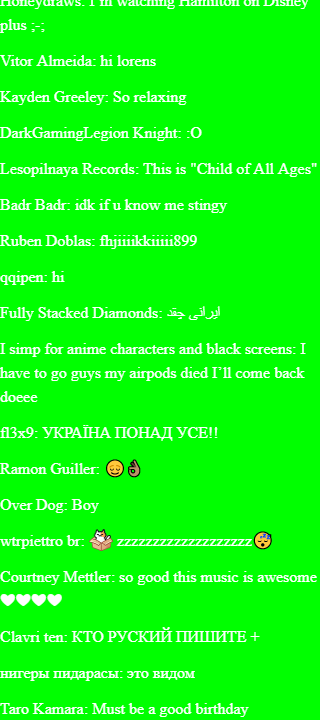 Honeydraws: I'm watching Hamilton on Disney
plus ;-;
Vitor Almeida: hi lorens
Kayden Greeley: So relaxing
DarkGamingLegion Knight: :O
Lesopilnaya Records: This is "Child of All Ages"
Badr Badr: idk if u know me stingy
Ruben Doblas: fhjiiiikkiiiii899
qqipen: hi
Fully Stacked Diamonds: ایرانی چقد
I simp for anime characters and black screens: I
have to go guys my airpods died I'll come back
doeee
fl3x9: УКРАЇНА ПОНАД УСЕ!!
Ramon Guiller: 😌👌🏾
Over Dog: Boy
wtrpiettro br: zzzzzzzzzzzzzzzzzzz😴
Courtney Mettler: so good this music is awesome
🤍🤍🤍🤍
Clavri ten: КТО РУСКИЙ ПИШИТЕ +
нигеры пидарасы: это видом
Taro Kamara: Must be a good birthday